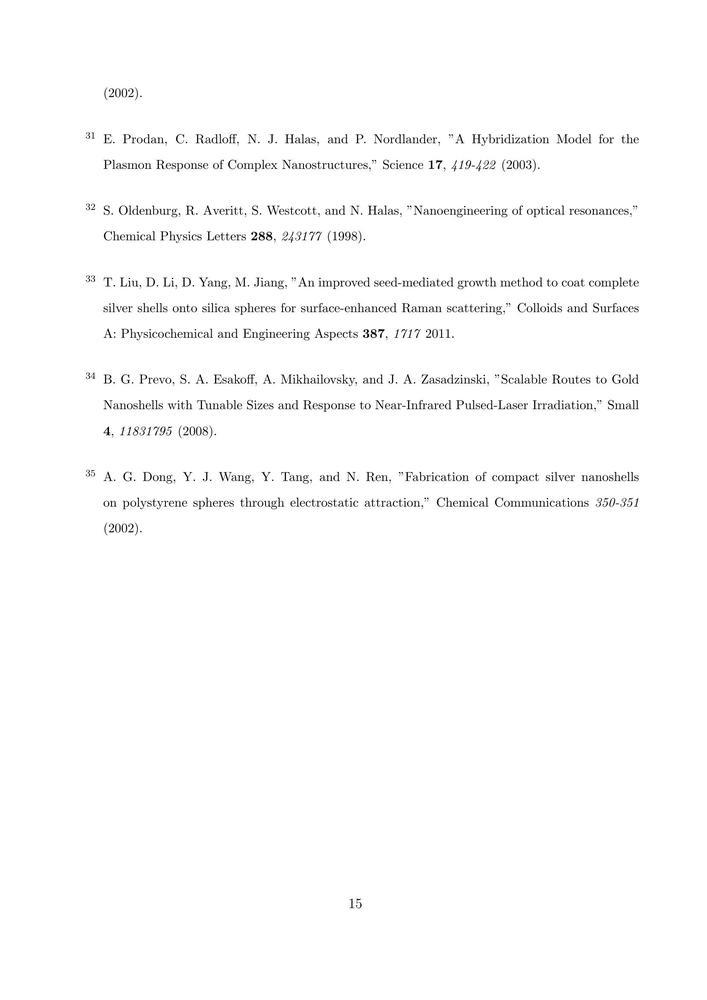 (2002).
31 E. Prodan, C. Radloff, N. J. Halas, and P. Nordlander, ”A Hybridization Model for the
Plasmon Response of Complex Nanostructures,” Science 17, 419-422 (2003).
32 S. Oldenburg, R. Averitt, S. Westcott, and N. Halas, ”Nanoengineering of optical resonances,”
Chemical Physics Letters 288, 243177 (1998).
33 T. Liu, D. Li, D. Yang, M. Jiang, ”An improved seed-mediated growth method to coat complete
silver shells onto silica spheres for surface-enhanced Raman scattering,” Colloids and Surfaces
A: Physicochemical and Engineering Aspects 387, 1717 2011.
34 B. G. Prevo, S. A. Esakoff, A. Mikhailovsky, and J. A. Zasadzinski, ”Scalable Routes to Gold
Nanoshells with Tunable Sizes and Response to Near-Infrared Pulsed-Laser Irradiation,” Small
4, 11831795 (2008).
35 A. G. Dong, Y. J. Wang, Y. Tang, and N. Ren, ”Fabrication of compact silver nanoshells
on polystyrene spheres through electrostatic attraction,” Chemical Communications 350-351
(2002).
15